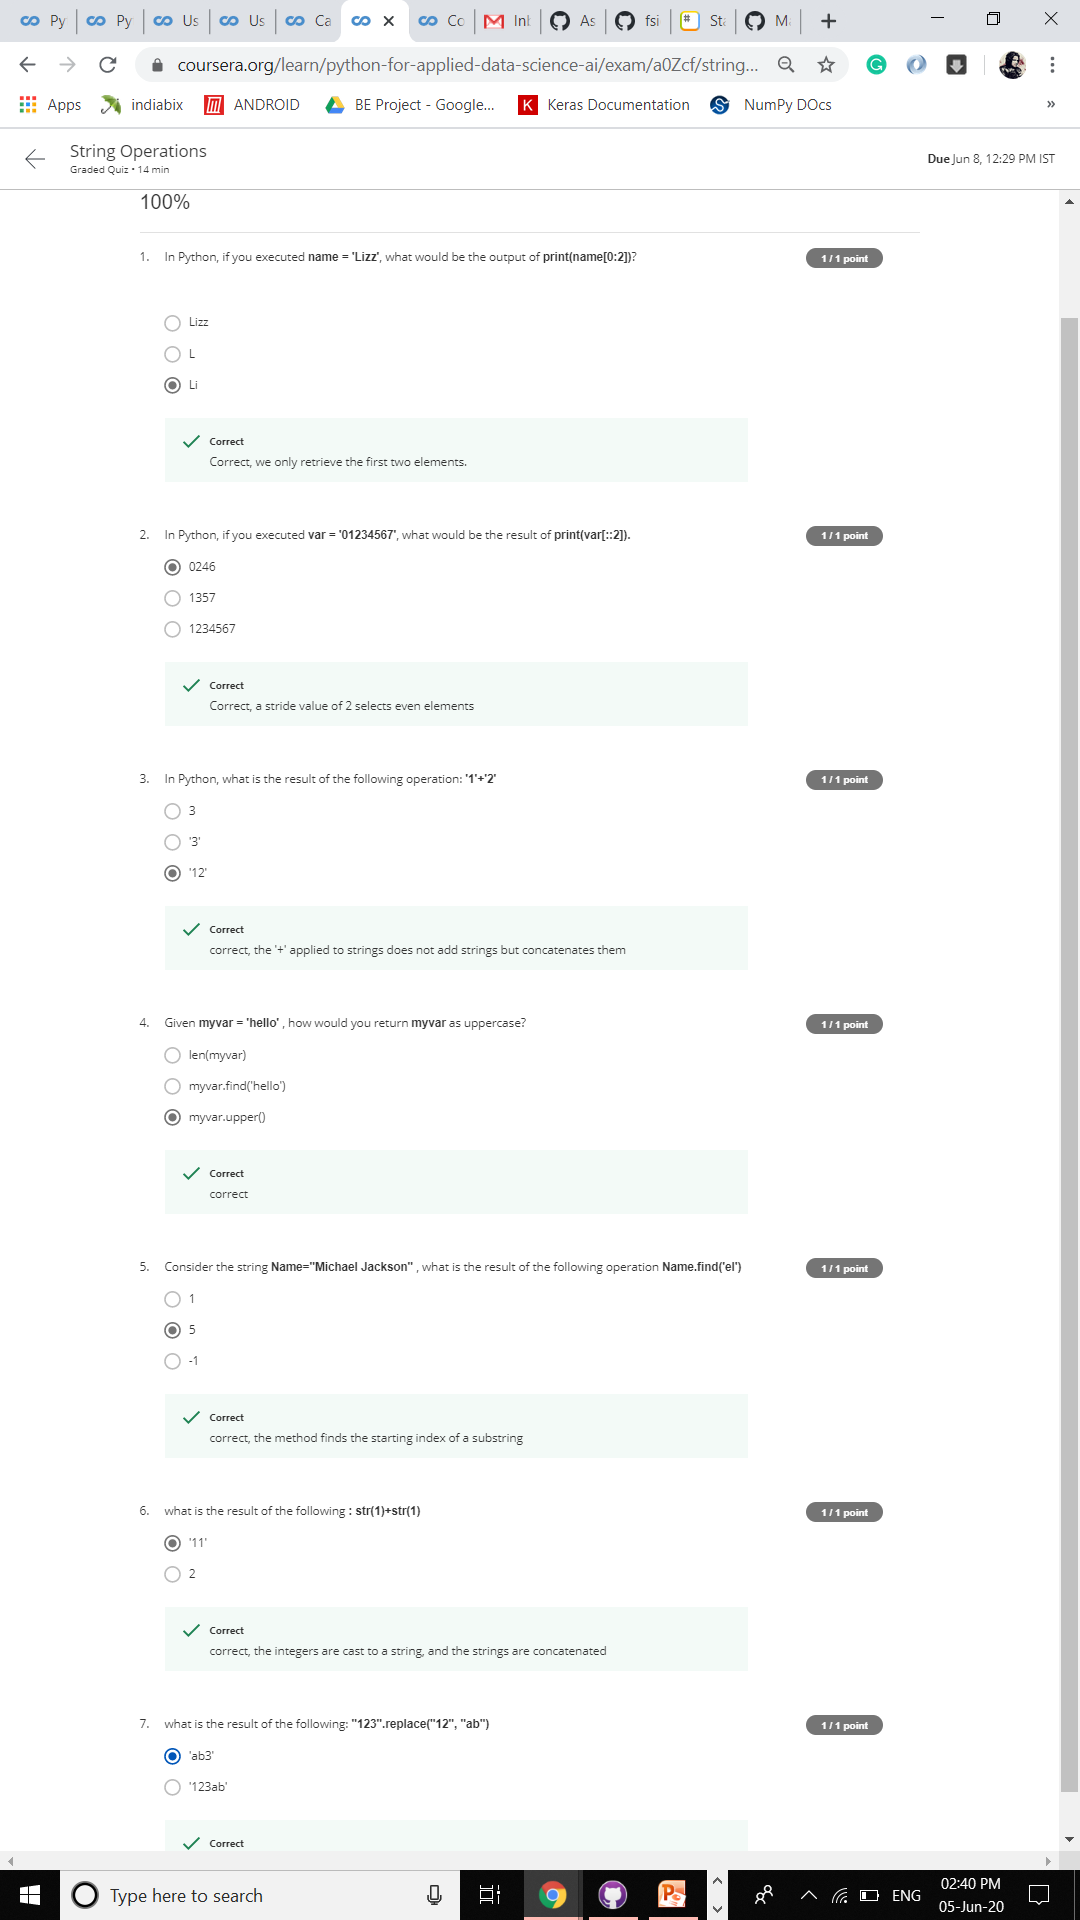 Py Py Us Us Ca Co Inb As fsi Sta M
coursera.org/learn/python-for-applied-data-science-ai/exam/a0Zcf/string...
Apps indiabix ANDROID BE Project - Google... Keras Documentation NumPy DOcs »
String Operations
Graded Quiz • 14 min
Due Jun 8, 12:29 PM IST
100%
1. In Python, if you executed name = 'Lizz', what would be the output of print(name[0:2])?
1 / 1 point
Lizz
L
Li
Correct
Correct, we only retrieve the first two elements.
2. In Python, if you executed var = '01234567', what would be the result of print(var[::2]).
1 / 1 point
0246
1357
1234567
Correct
Correct, a stride value of 2 selects even elements
3. In Python, what is the result of the following operation: '1'+'2'
1 / 1 point
3
'3'
'12'
Correct
correct, the '+' applied to strings does not add strings but concatenates them
4. Given myvar = 'hello' , how would you return myvar as uppercase?
1 / 1 point
len(myvar)
myvar.find('hello')
myvar.upper()
Correct
correct
5. Consider the string Name="Michael Jackson" , what is the result of the following operation Name.find('el')
1 / 1 point
1
5
-1
Correct
correct, the method finds the starting index of a substring
6. what is the result of the following : str(1)+str(1)
1 / 1 point
'11'
2
Correct
correct, the integers are cast to a string, and the strings are concatenated
7. what is the result of the following: "123".replace("12", "ab")
1 / 1 point
'ab3'
'123ab'
Correct
Type here to search
ENG
02:40 PM
05-Jun-20